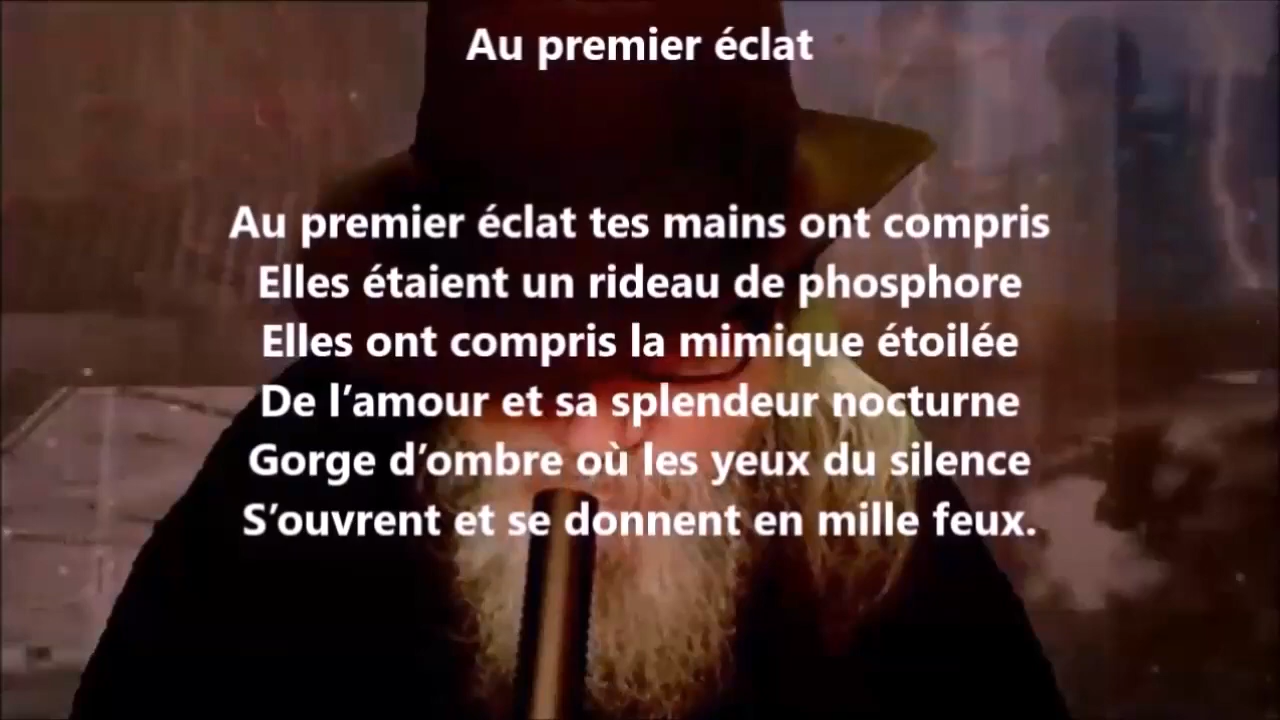 Au premier éclat
Au premier éclat tes mains ont compris
Elles étaient un rideau de phosphore
Elles ont compris la mimique étoilée
De l’amour et sa splendeur nocturne
Gorge d’ombre où les yeux du silence
S’ouvrent et se donnent en mille feux.